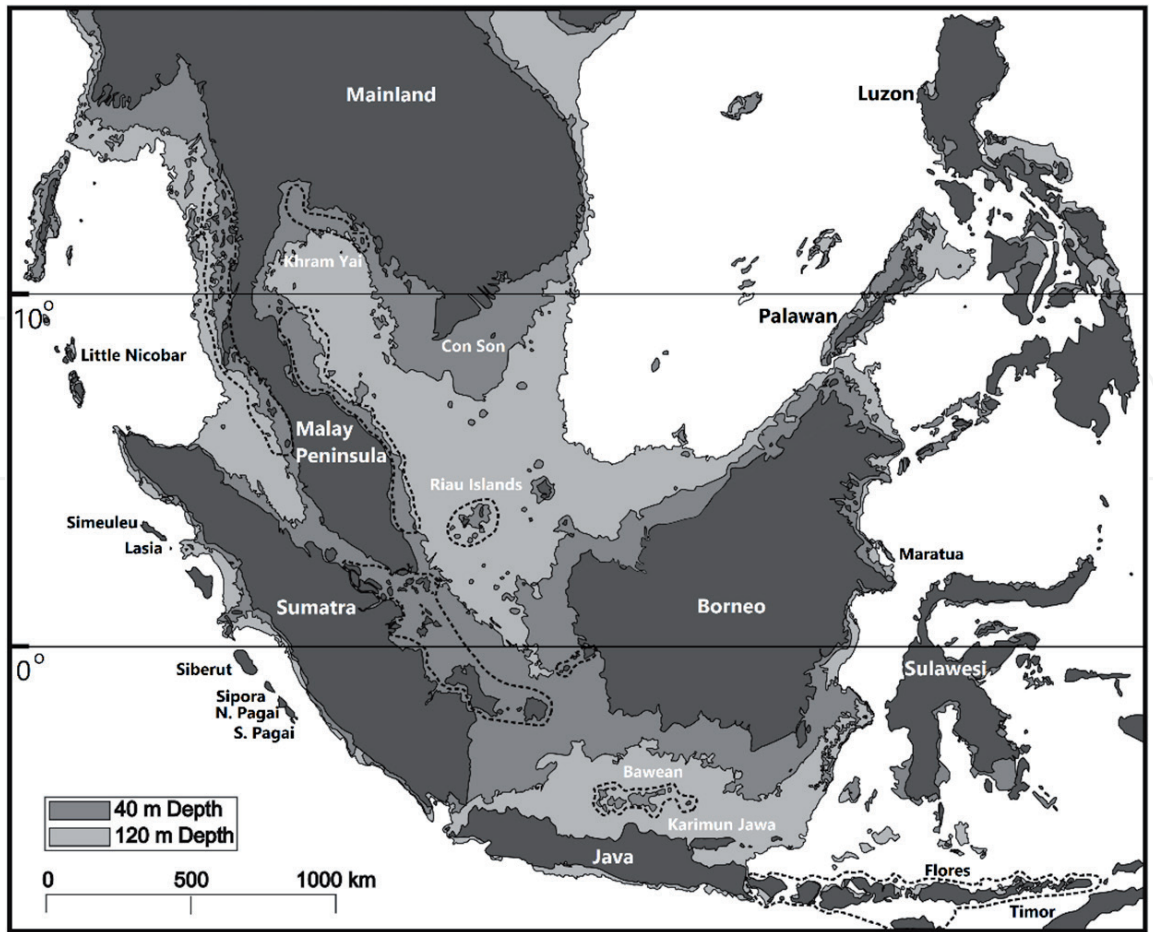 Mainland
Luzon
Khram Yai
10°
Palawan
Con Son
Little Nicobar
Malay
Peninsula
Riau Islands
Simeuleu
Lasia
Maratua
Sumatra
Borneo
0°
Siberut
Sulawesi
Sipora
N. Pagai
S. Pagai
Bawean
40 m Depth
120 m Depth
Karimun Jawa
Java
Flores
0 500 1000 km
Timor